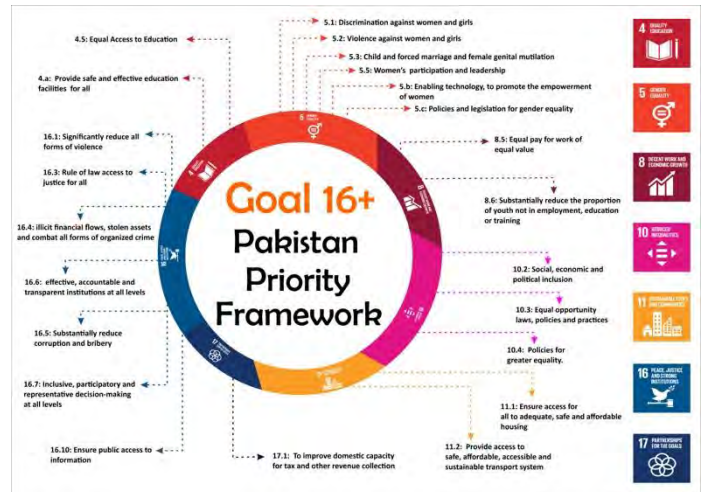 4.5: Equal Access to Education
4.a: Provide safe and effective education
facilities for all
16.1: Significantly reduce all
forms of violence
16.3: Rule of law access to
justice for all
16.4: illicit financial flows, stolen assets
and combat all forms of organized crime
16.6: effective, accountable and
transparent institutions at all levels
16.5: Substantially reduce
corruption and bribery
16.7: Inclusive, participatory and
representative decision-making
at all levels
16.10: Ensure public access to
information
5.1: Discrimination against women and girls
5.2: Violence against women and girls
5.3: Child and forced marriage and female genital mutilation
5.5: Women's participation and leadership
5.b: Enabling technology, to promote the empowerment
of women
5.c: Policies and legislation for gender equality
8.5: Equal pay for work of
equal value
8.6: Substantially reduce the proportion
of youth not in employment, education
or training
10.2: Social, economic and
political inclusion
10.3: Equal opportunity
laws, policies and practices
10.4: Policies for
greater equality.
11.1: Ensure access for
all to adequate, safe and affordable
housing
11.2: Provide access to
safe, affordable, accessible and
sustainable transport system
17.1: To improve domestic capacity
for tax and other revenue collection
Goal 16+
Pakistan
Priority
Framework
4 QUALITY
EDUCATION
5 GENDER
EQUALITY
8 DECENT WORK AND
ECONOMIC GROWTH
10 REDUCED
INEQUALITIES
11 SUSTAINABLE CITIES
AND COMMUNITIES
16 PEACE, JUSTICE
AND STRONG
INSTITUTIONS
17 PARTNERSHIPS
FOR THE GOALS